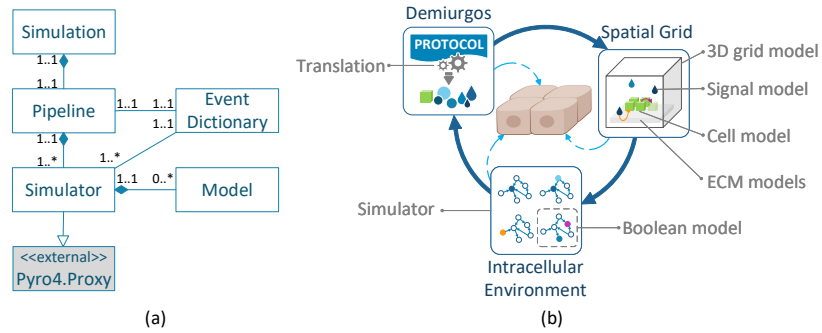 Simulation
1..1
1..1
Pipeline
1..1
1..1
Event
Dictionary
1..1
1..1
1..*
1..*
Simulator
1..1
0..*
Model
<<external>>
Pyro4.Proxy
(a)
Demiurgos
PROTOCOL
Translation
Spatial Grid
3D grid model
Signal model
Cell model
ECM models
Simulator
Boolean model
Intracellular
Environment
(b)